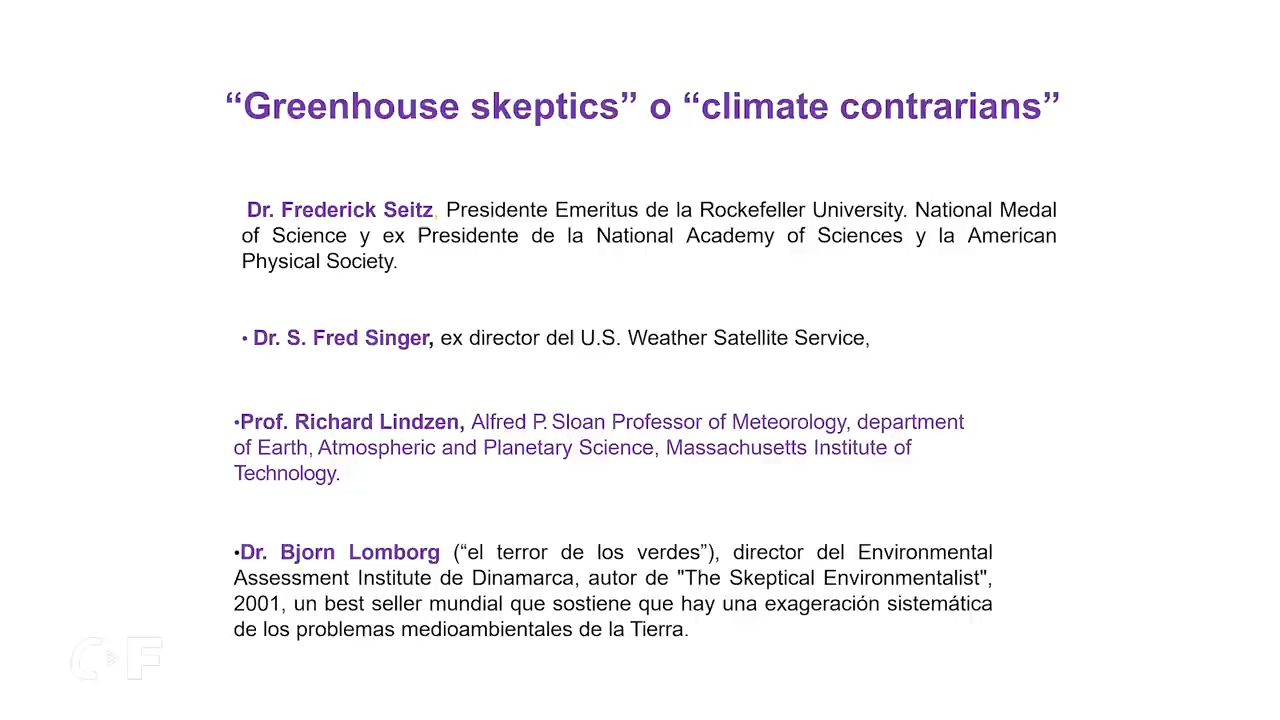 “Greenhouse skeptics” o “climate contrarians”
Dr. Frederick Seitz, Presidente Emeritus de la Rockefeller University. National Medal
of Science y ex Presidente de la National Academy of Sciences y la American
Physical Society.
• Dr. S. Fred Singer, ex director del U.S. Weather Satellite Service,
•Prof. Richard Lindzen, Alfred P. Sloan Professor of Meteorology, department
of Earth, Atmospheric and Planetary Science, Massachusetts Institute of
Technology.
•Dr. Bjorn Lomborg (“el terror de los verdes”), director del Environmental
Assessment Institute de Dinamarca, autor de "The Skeptical Environmentalist",
2001, un best seller mundial que sostiene que hay una exageración sistemática
de los problemas medioambientales de la Tierra.
C F